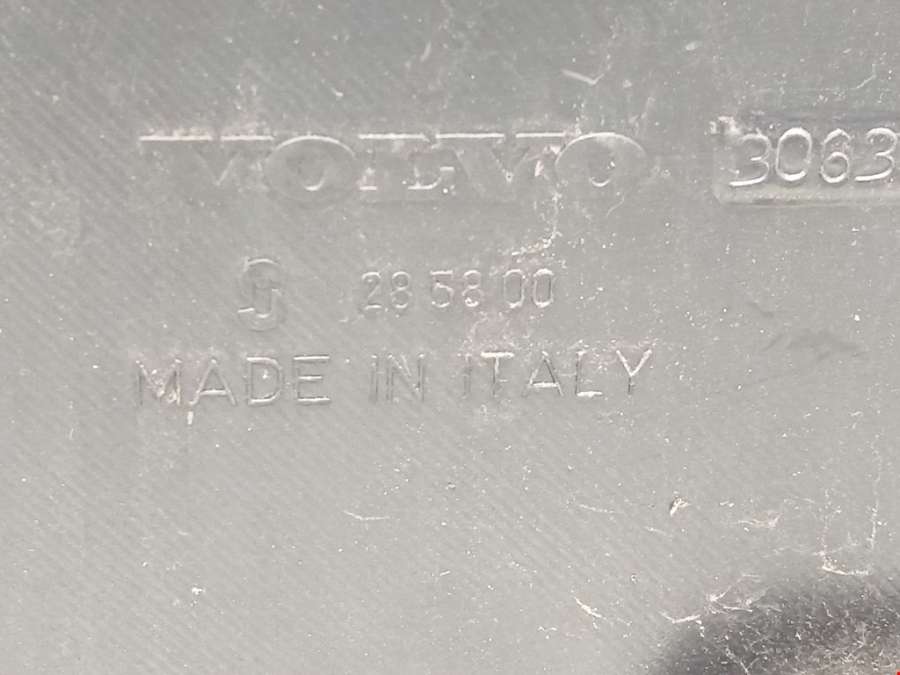 VOLVO 3063
28 58 00
MADE IN ITALY